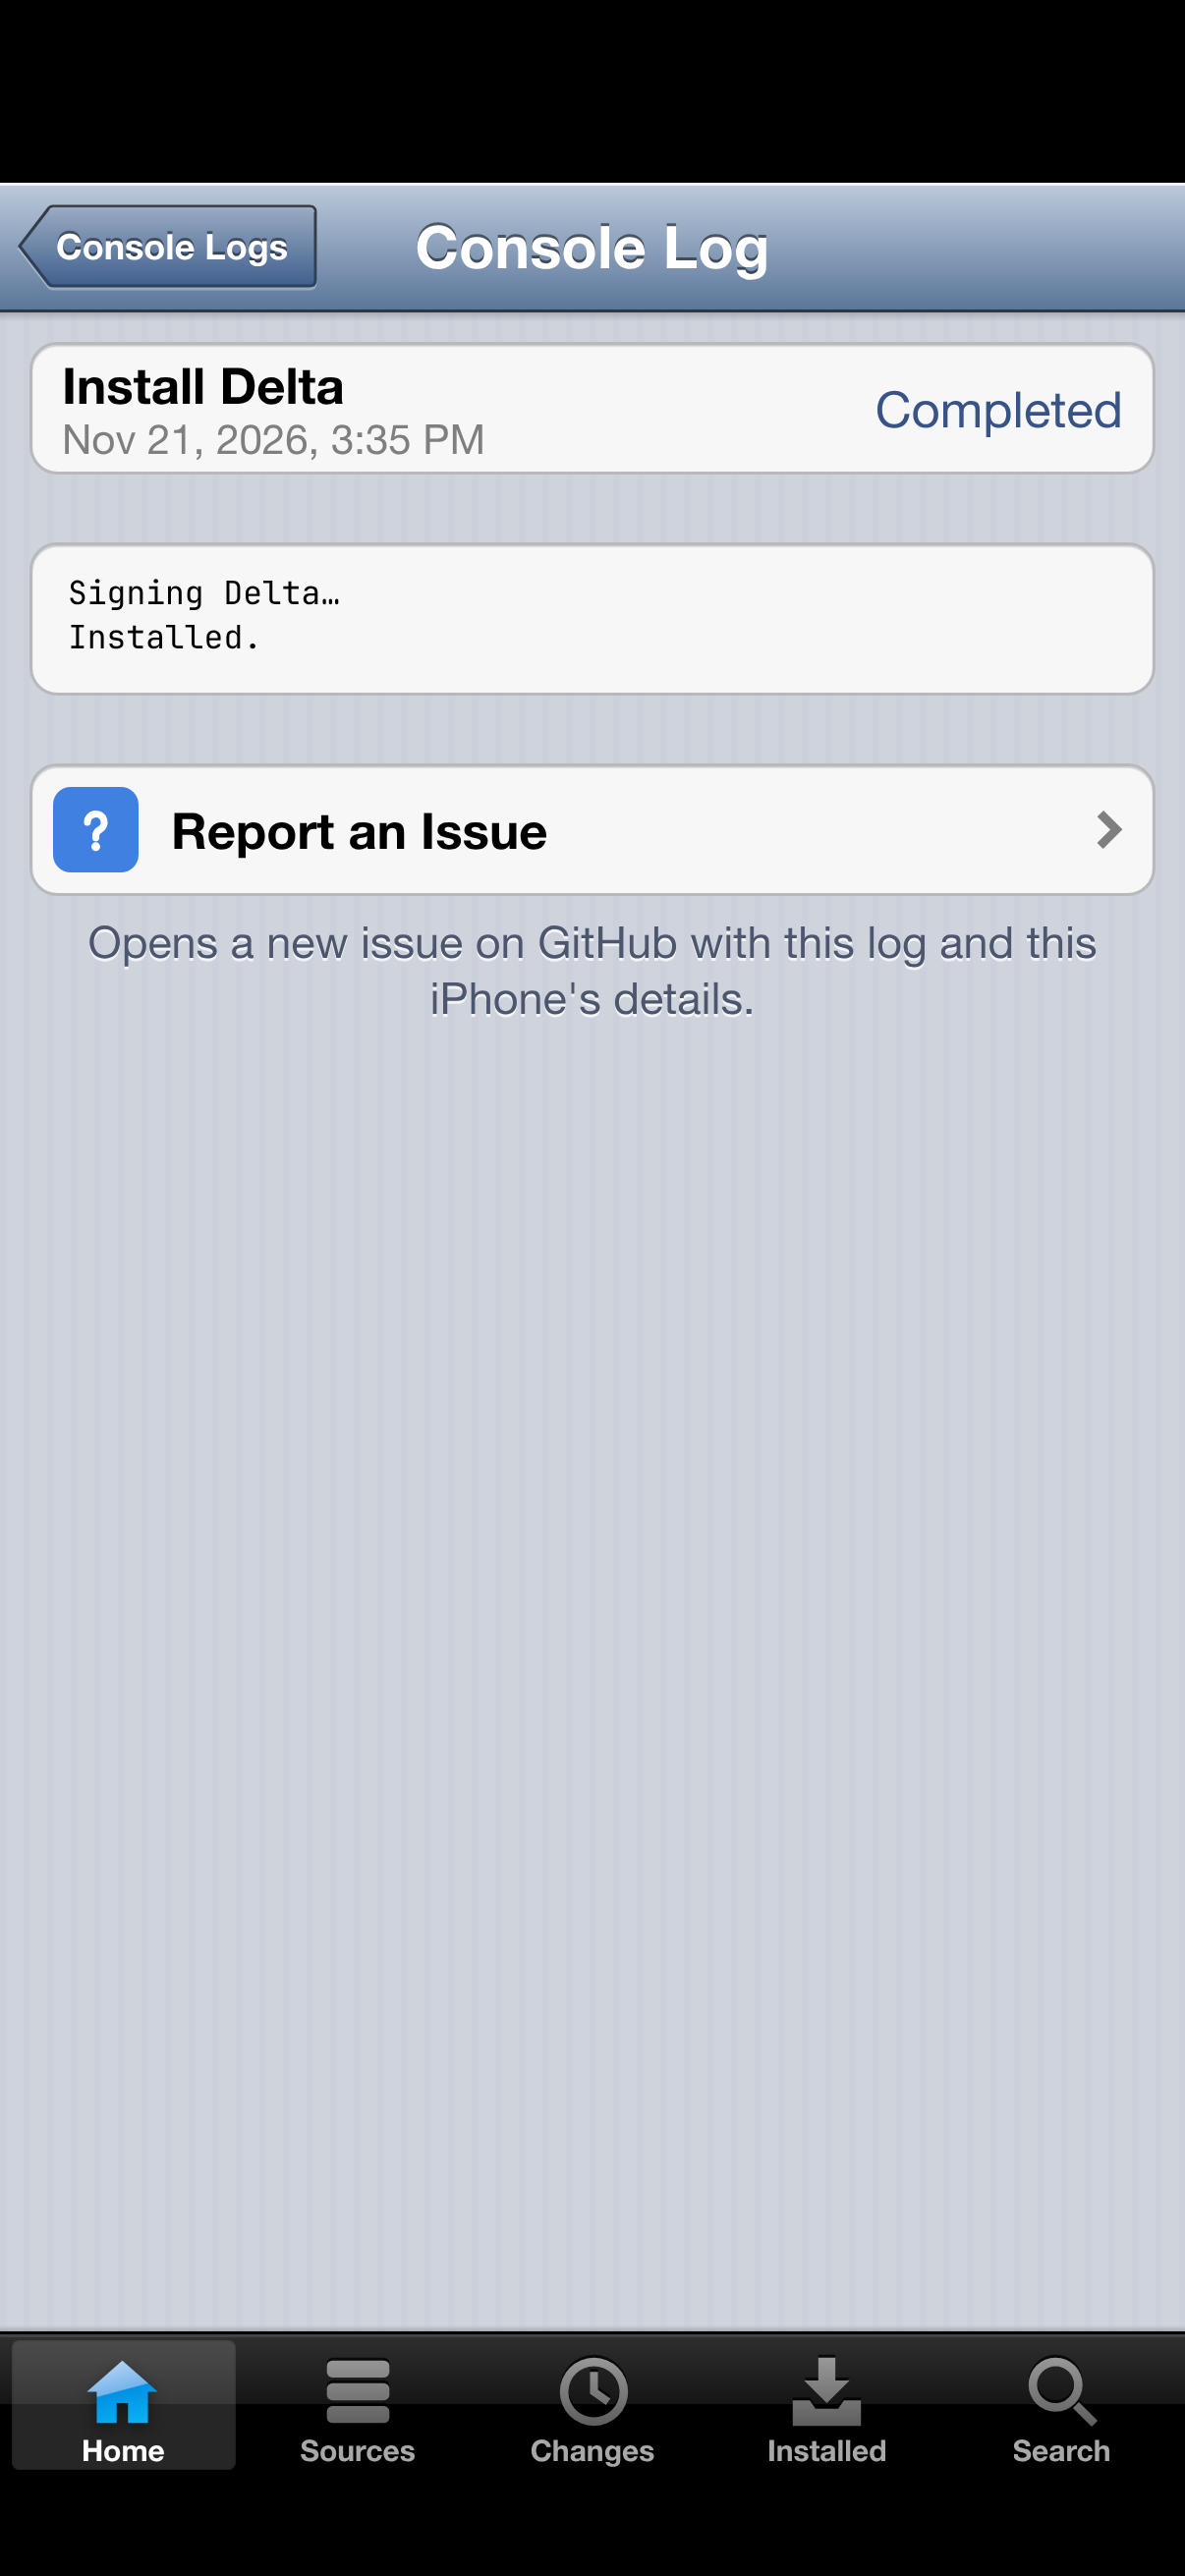 Console Logs
Console Log
Install Delta
Nov 21, 2026, 3:35 PM
Completed
Signing Delta…
Installed.
?
Report an Issue
Opens a new issue on GitHub with this log and this
iPhone's details.
Home
Sources
Changes
Installed
Search